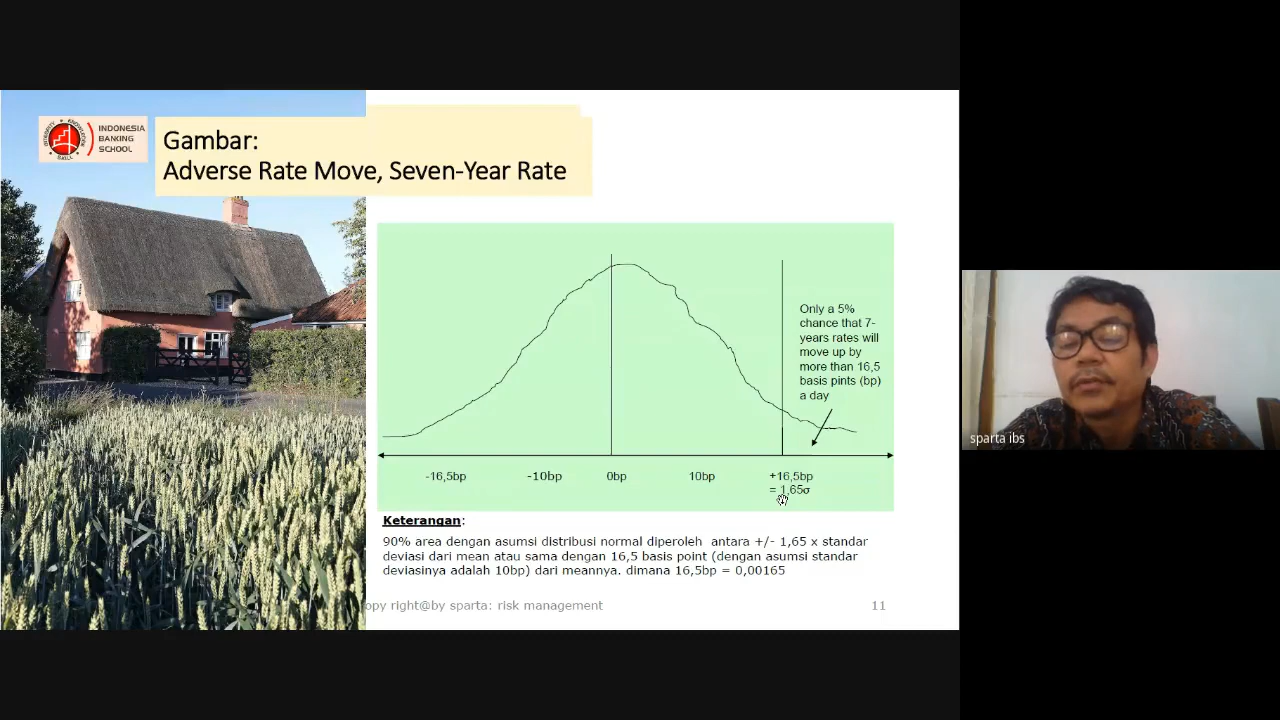 INDONESIA
BANKING
SCHOOL
Gambar:
Adverse Rate Move, Seven-Year Rate
Only a 5%
chance that 7-
years rates will
move up by
more than 16,5
basis pints (bp)
a day
-16,5bp -10bp 0bp 10bp +16,5bp
= 1,65σ
Keterangan:
90% area dengan asumsi distribusi normal diperoleh antara +/- 1,65 x standar
deviasi dari mean atau sama dengan 16,5 basis point (dengan asumsi standar
deviasinya adalah 10bp) dari meannya. dimana 16,5bp = 0,00165
opy right@by sparta: risk management 11
sparta ibs